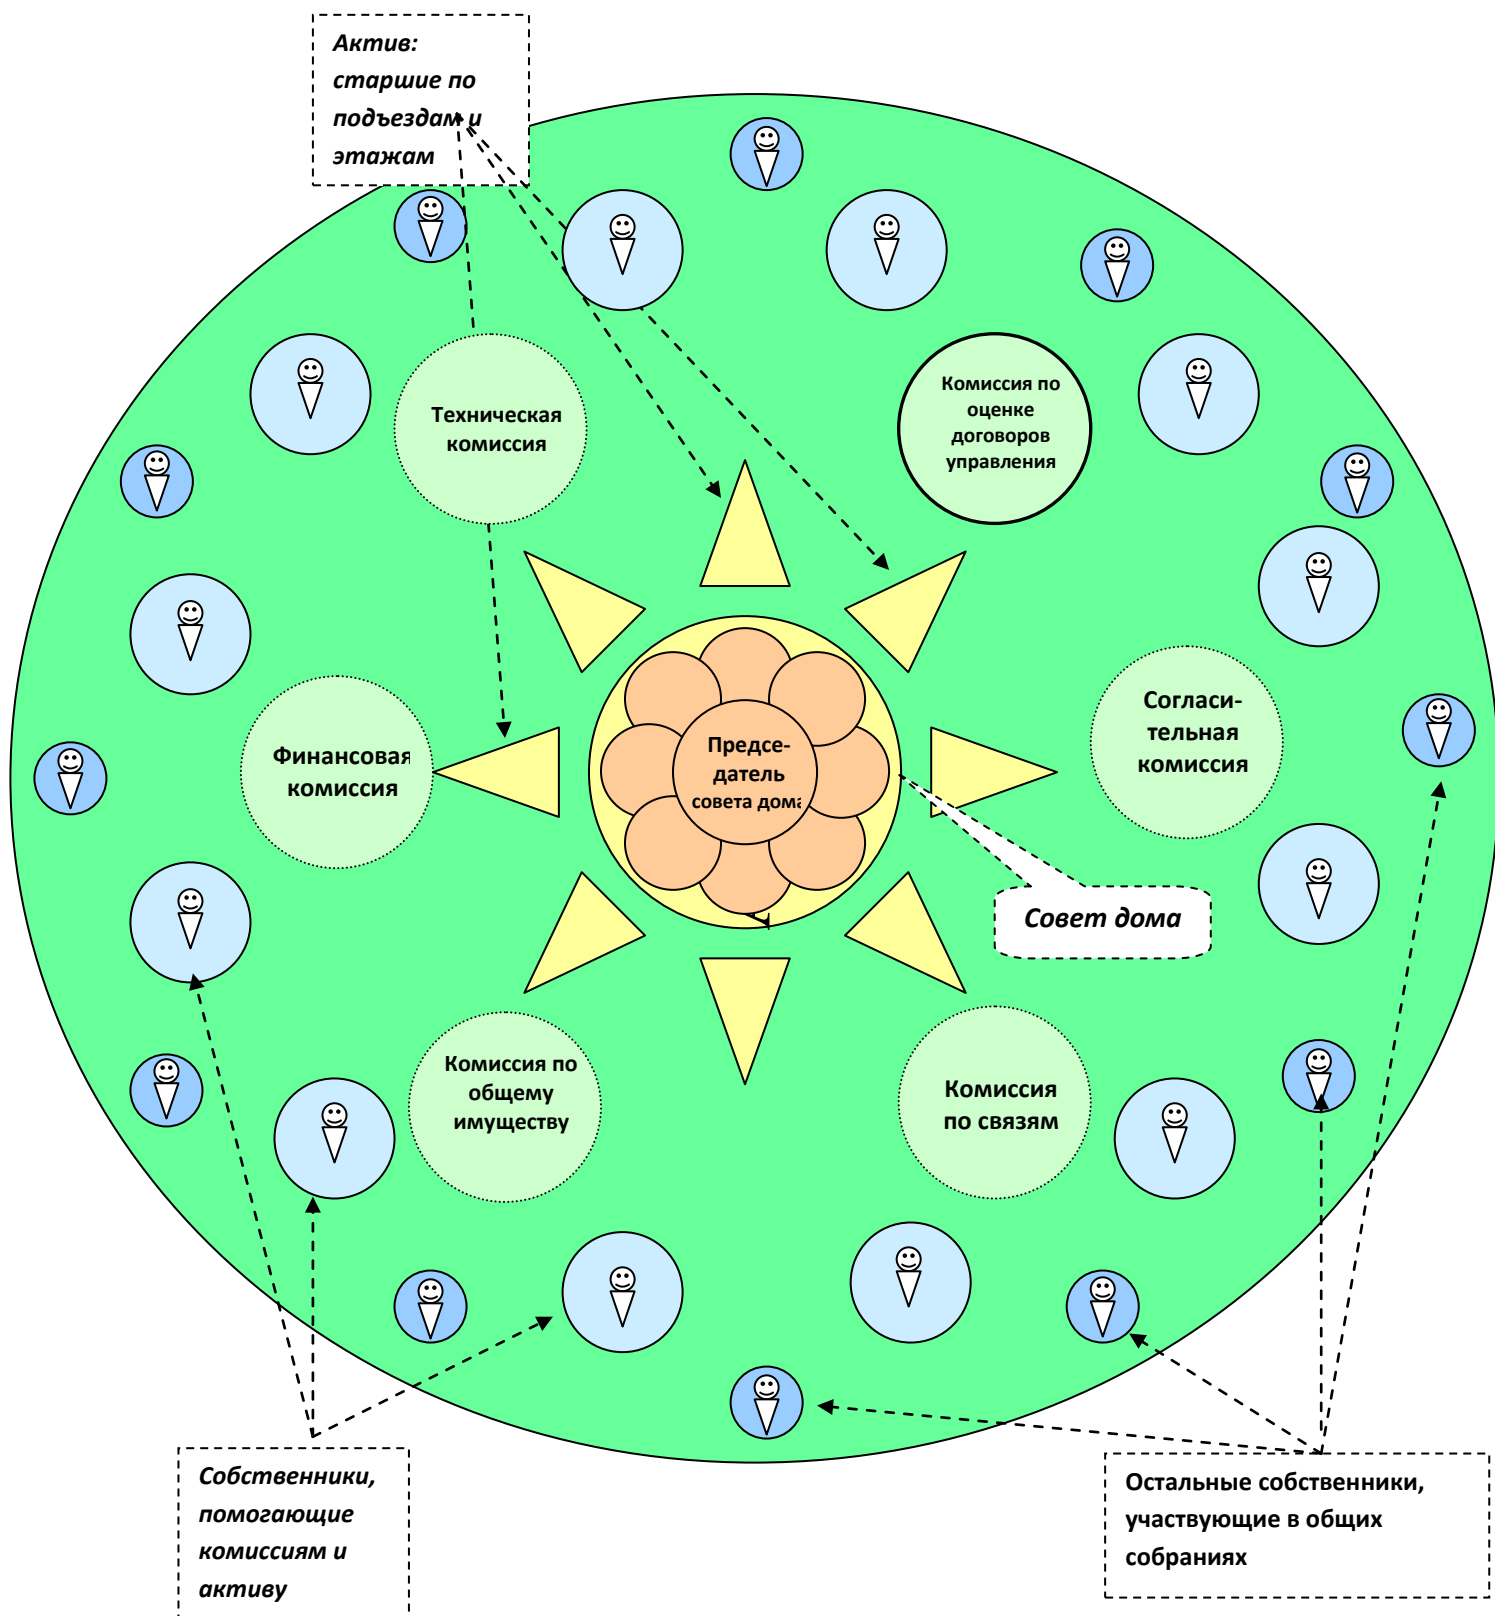 Актив:
старшие по
подъездам и
этажам
Техническая
комиссия
Комиссия по
оценке
договоров
управления
Финансовая
комиссия
Предсе-
датель
совета дома
Согласи-
тельная
комиссия
Совет дома
Комиссия по
общему
имуществу
Комиссия
по связям
Собственники,
помогающие
комиссиям и
активу
Остальные собственники,
участвующие в общих
собраниях